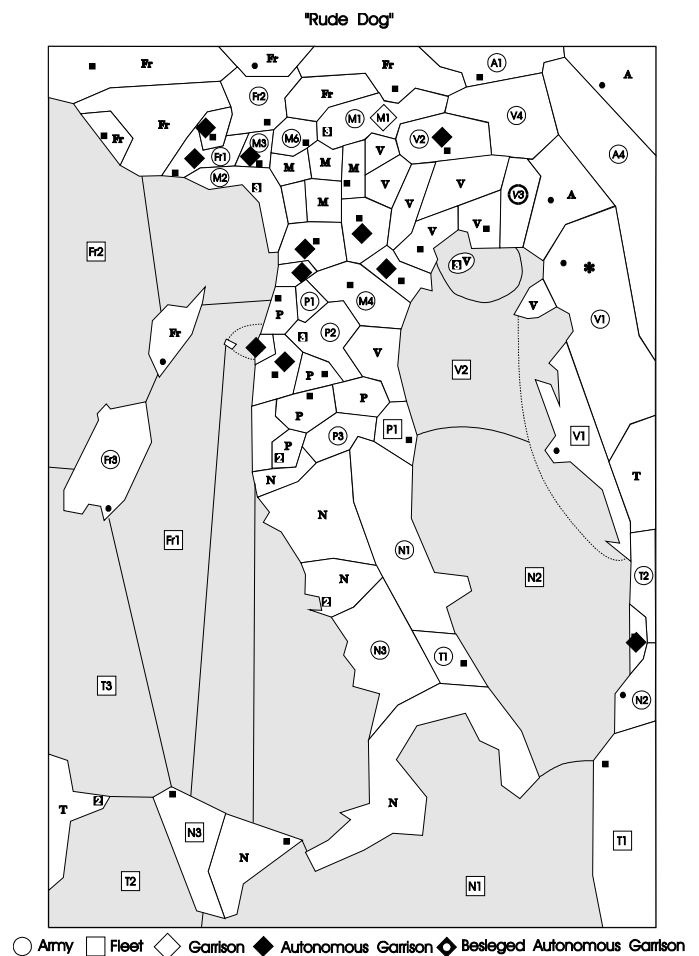 "Rude Dog"
Fr Fr A1 A
Fr
Fr2 Fr
V4
M1 M1
3
Fr Fr M6 V2
M3
Fr1 V A4
M M M
M2 V V
3 V3 A
M V
V V
Fr2 3 V *
P1 M4 V V1
P
Fr 3 P2
V
P V2
P
P
P3 P1 V1
P
2
Fr3
N T
N
Fr1 N1
N
N2 T2
2
N3 T1
T3 N2
2
T N
N3 T1
N
T2 N1
Army Fleet Garrison Autonomous Garrison Besleged Autonomous Garrison